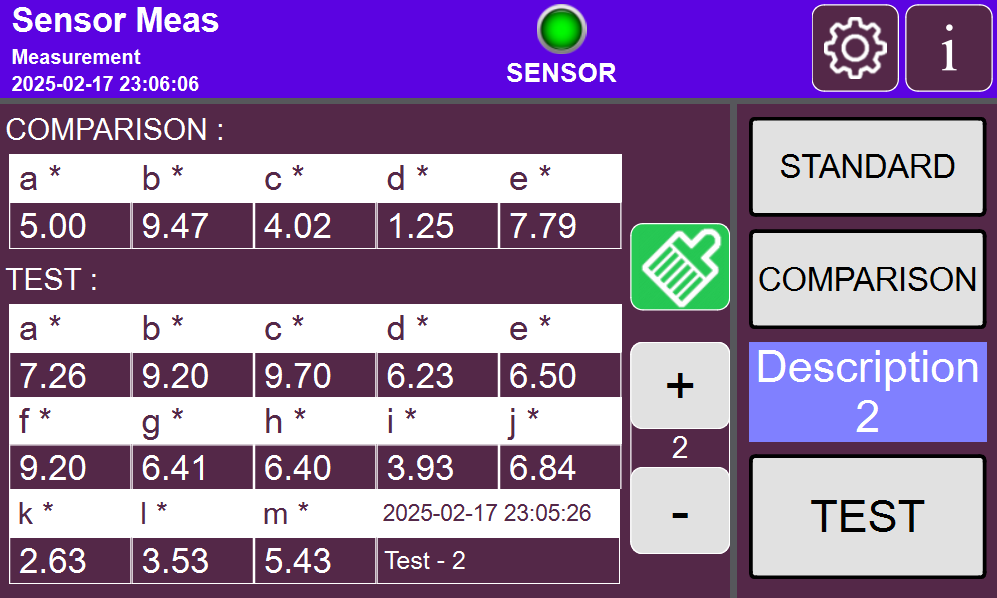 Sensor Meas
Measurement
2025-02-17 23:06:06
SENSOR
i
COMPARISON :
a * b * c * d * e *
5.00 9.47 4.02 1.25 7.79
TEST :
a * b * c * d * e *
7.26 9.20 9.70 6.23 6.50
f * g * h * i * j *
9.20 6.41 6.40 3.93 6.84
k * l * m * 2025-02-17 23:05:26
2.63 3.53 5.43 Test - 2
+
2
-
STANDARD
COMPARISON
Description
2
TEST